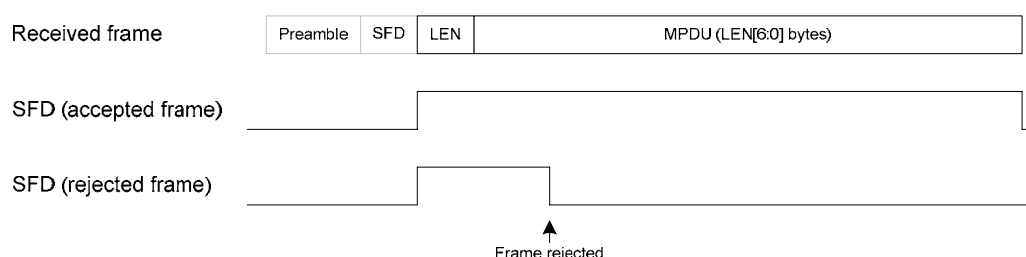 Received frame
Preamble SFD LEN MPDU (LEN[6:0] bytes)
SFD (accepted frame)
SFD (rejected frame)
Frame rejected